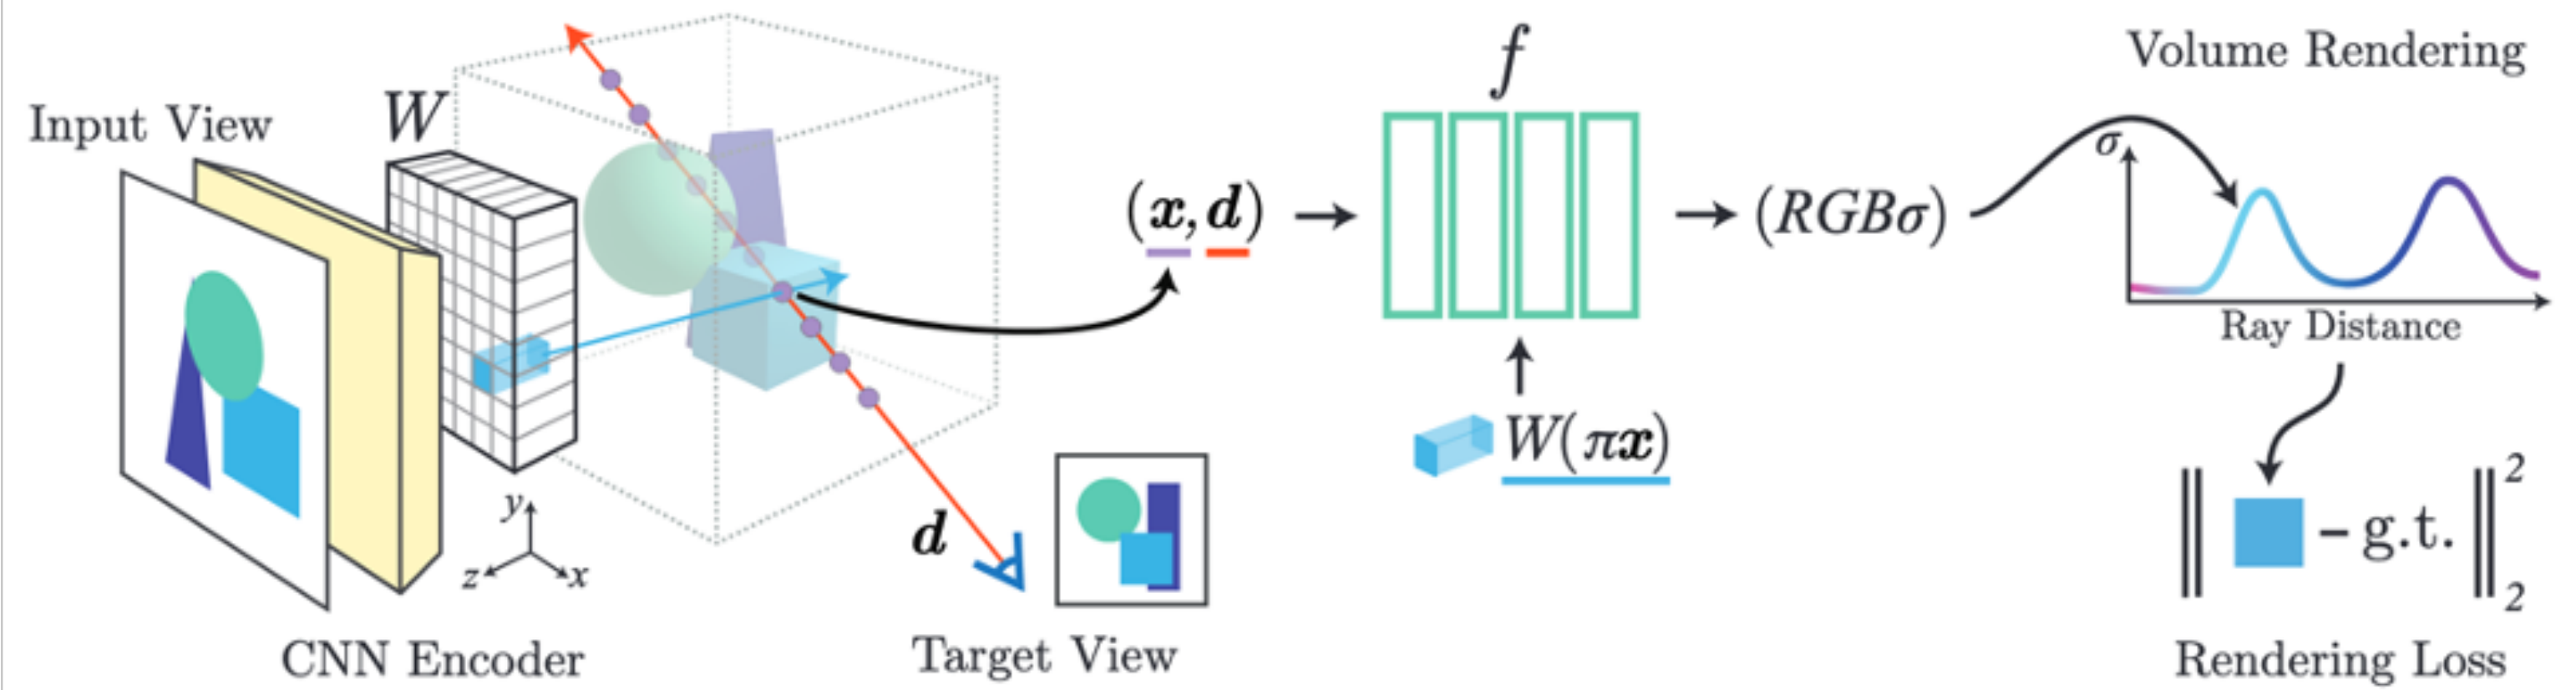 Input View
W
CNN Encoder
y
z
x
d
Target View
(x, d)
f
W(πx)
(RGBσ)
Volume Rendering
σ
Ray Distance
‖ - g.t. ‖ 2 2
Rendering Loss